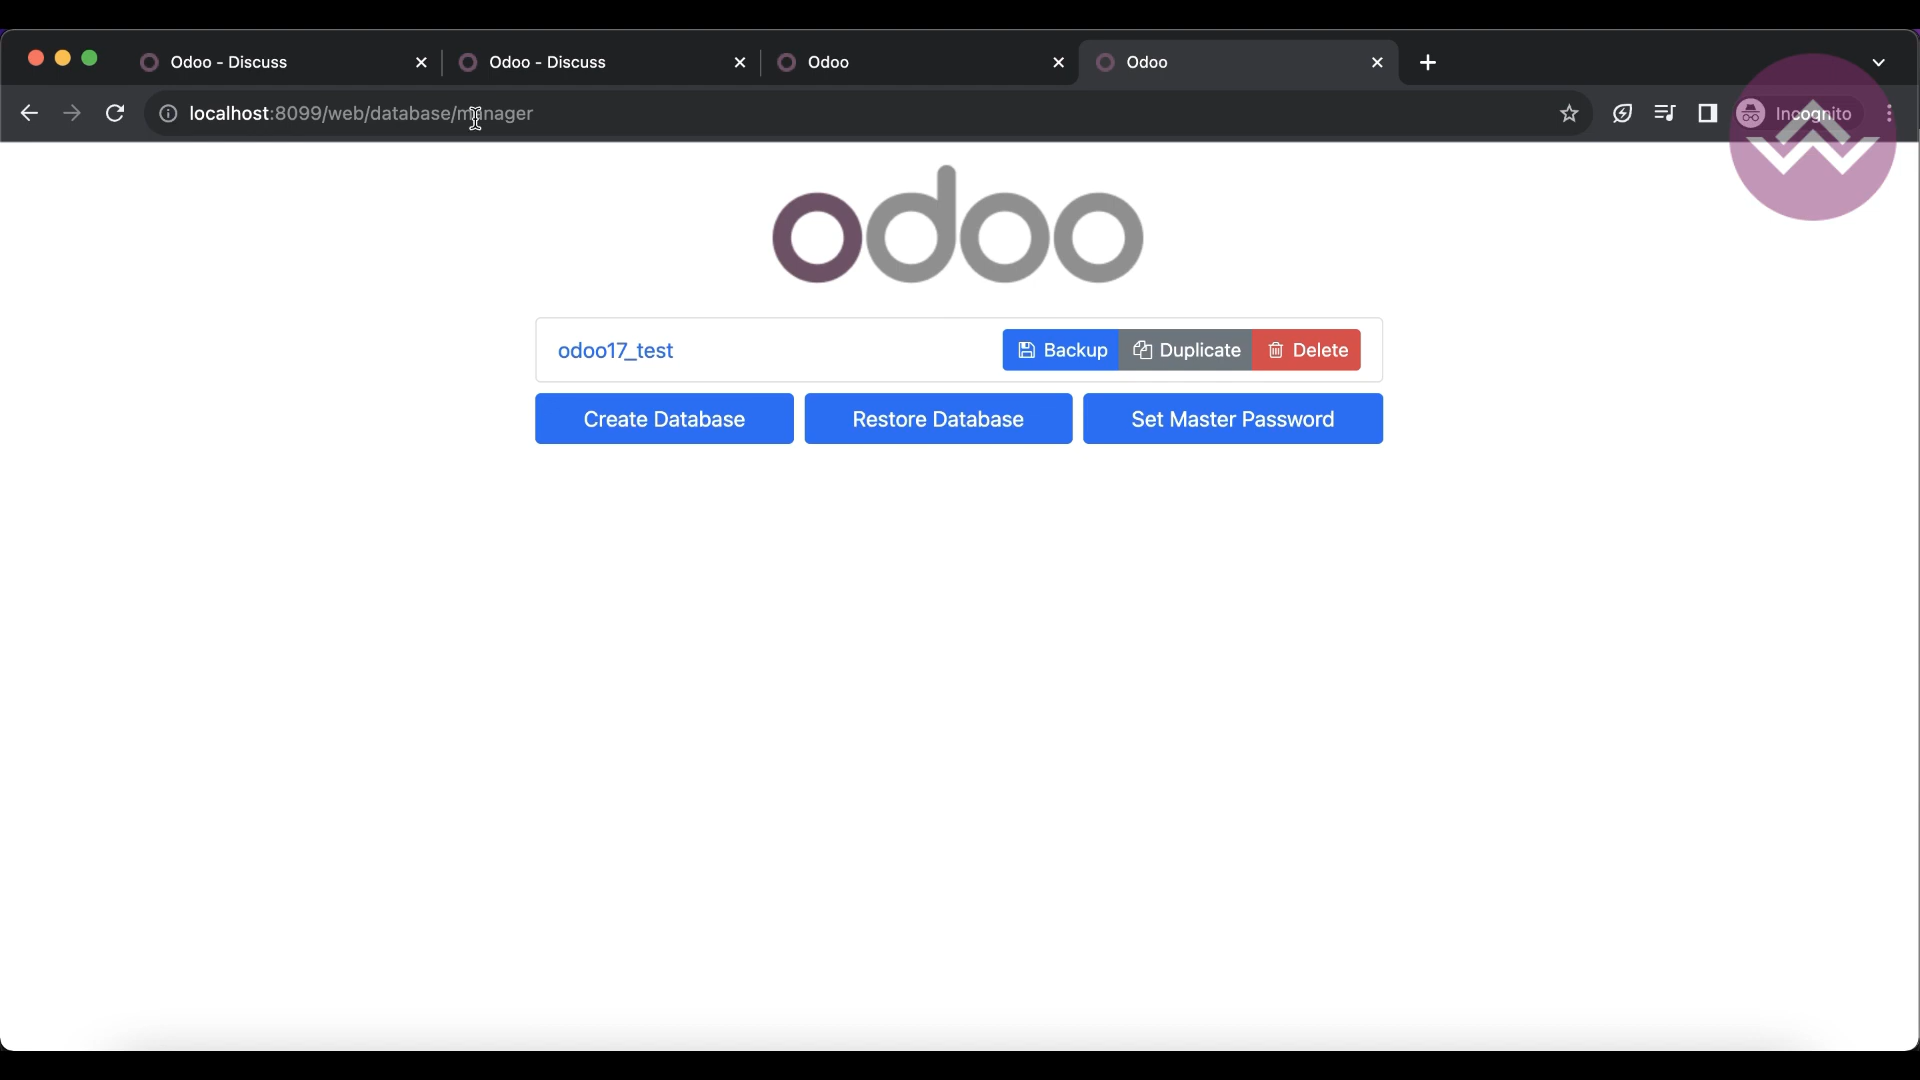 Odoo - Discuss
Odoo - Discuss
Odoo
Odoo
localhost:8099/web/database/manager
Incognito
odoo
odoo17_test
Backup
Duplicate
Delete
Create Database
Restore Database
Set Master Password